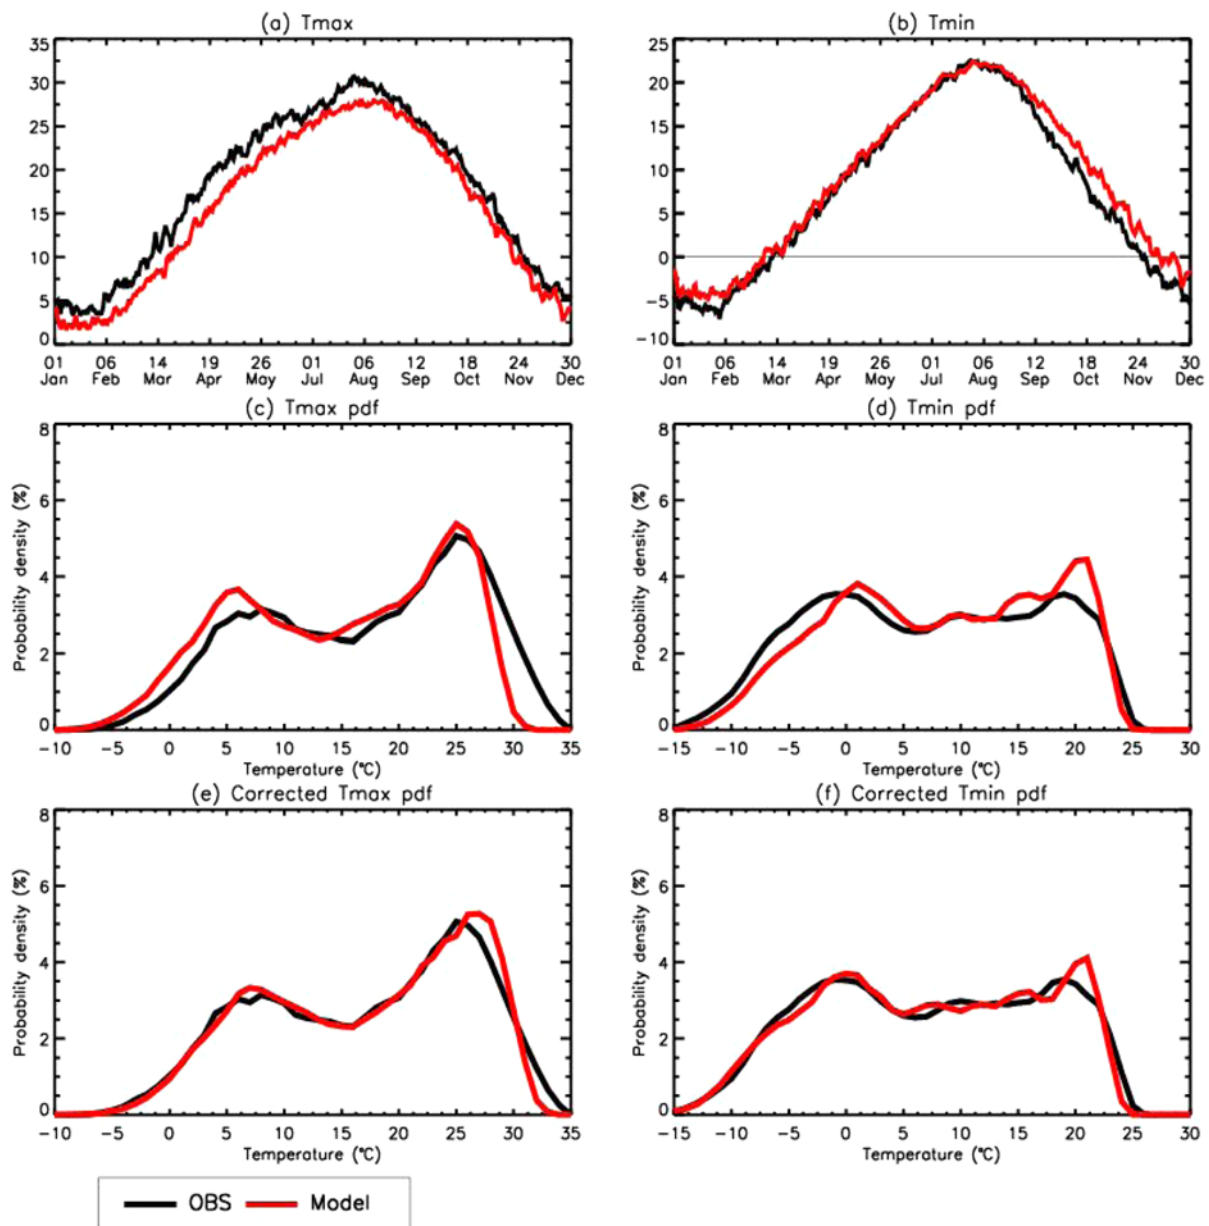 (a) Tmax
(b) Tmin
35
30
25
20
15
10
5
0
25
20
15
10
5
0
−5
−10
01 06 14 19 26 01 06 12 18 24 30
Jan Feb Mar Apr May Jul Aug Sep Oct Nov Dec
01 06 14 19 26 01 06 12 18 24 30
Jan Feb Mar Apr May Jul Aug Sep Oct Nov Dec
(c) Tmax pdf
(d) Tmin pdf
Probability density (%)
8
6
4
2
0
Probability density (%)
8
6
4
2
0
−10 −5 0 5 10 15 20 25 30 35
−15 −10 −5 0 5 10 15 20 25 30
Temperature (°C)
Temperature (°C)
(e) Corrected Tmax pdf
(f) Corrected Tmin pdf
Probability density (%)
8
6
4
2
0
Probability density (%)
8
6
4
2
0
−10 −5 0 5 10 15 20 25 30 35
−15 −10 −5 0 5 10 15 20 25 30
Temperature (°C)
Temperature (°C)
OBS Model